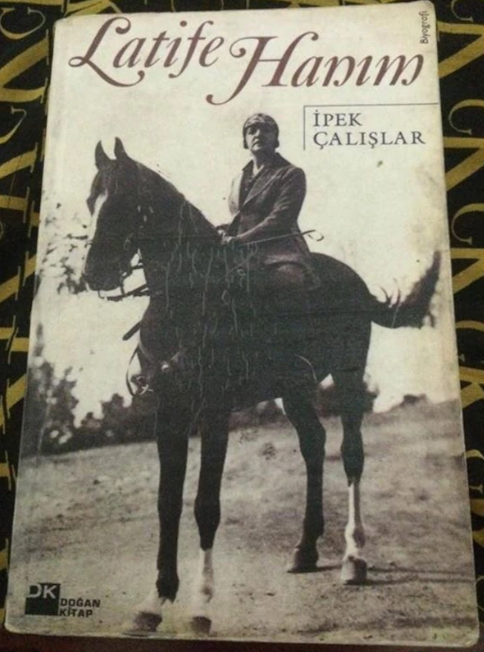 Latife Hanım
Biyografi
İPEK
ÇALIŞLAR
DK
DOĞAN
KİTAP